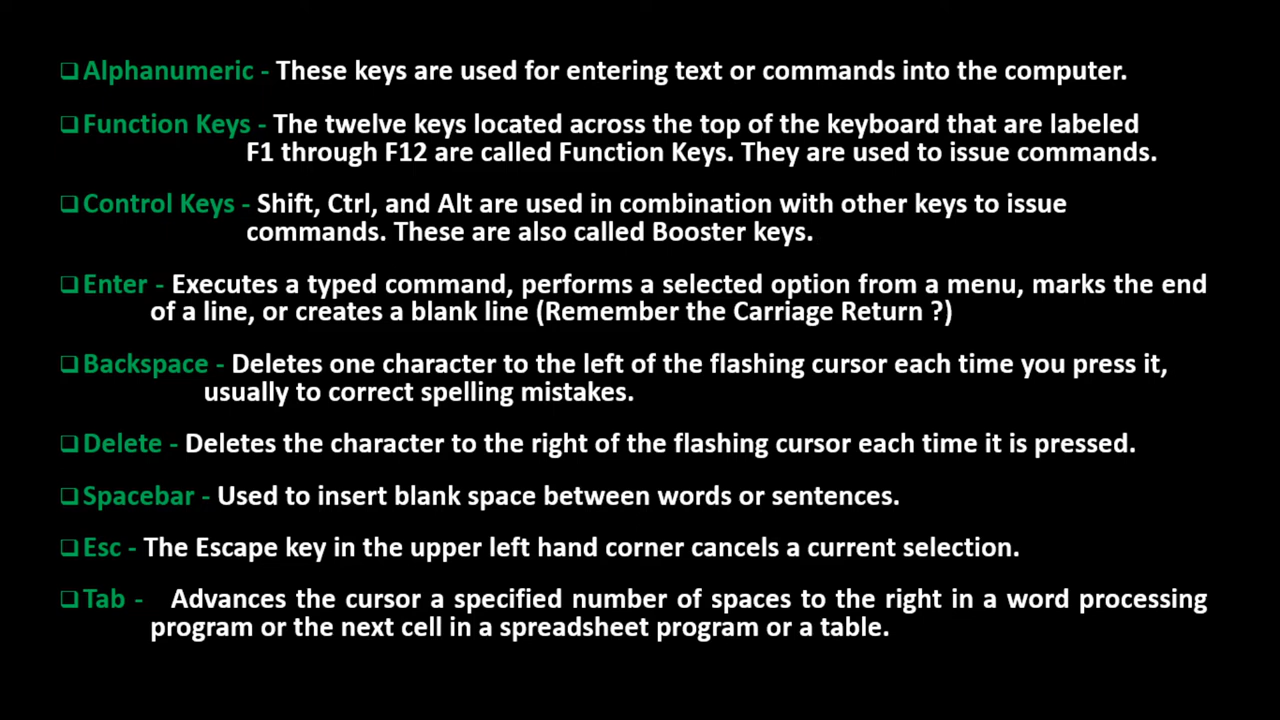 ❑Alphanumeric - These keys are used for entering text or commands into the computer.
❑Function Keys - The twelve keys located across the top of the keyboard that are labeled
F1 through F12 are called Function Keys. They are used to issue commands.
❑Control Keys - Shift, Ctrl, and Alt are used in combination with other keys to issue
commands. These are also called Booster keys.
❑Enter - Executes a typed command, performs a selected option from a menu, marks the end
of a line, or creates a blank line (Remember the Carriage Return ?)
❑Backspace - Deletes one character to the left of the flashing cursor each time you press it,
usually to correct spelling mistakes.
❑Delete - Deletes the character to the right of the flashing cursor each time it is pressed.
❑Spacebar - Used to insert blank space between words or sentences.
❑Esc - The Escape key in the upper left hand corner cancels a current selection.
❑Tab - Advances the cursor a specified number of spaces to the right in a word processing
program or the next cell in a spreadsheet program or a table.